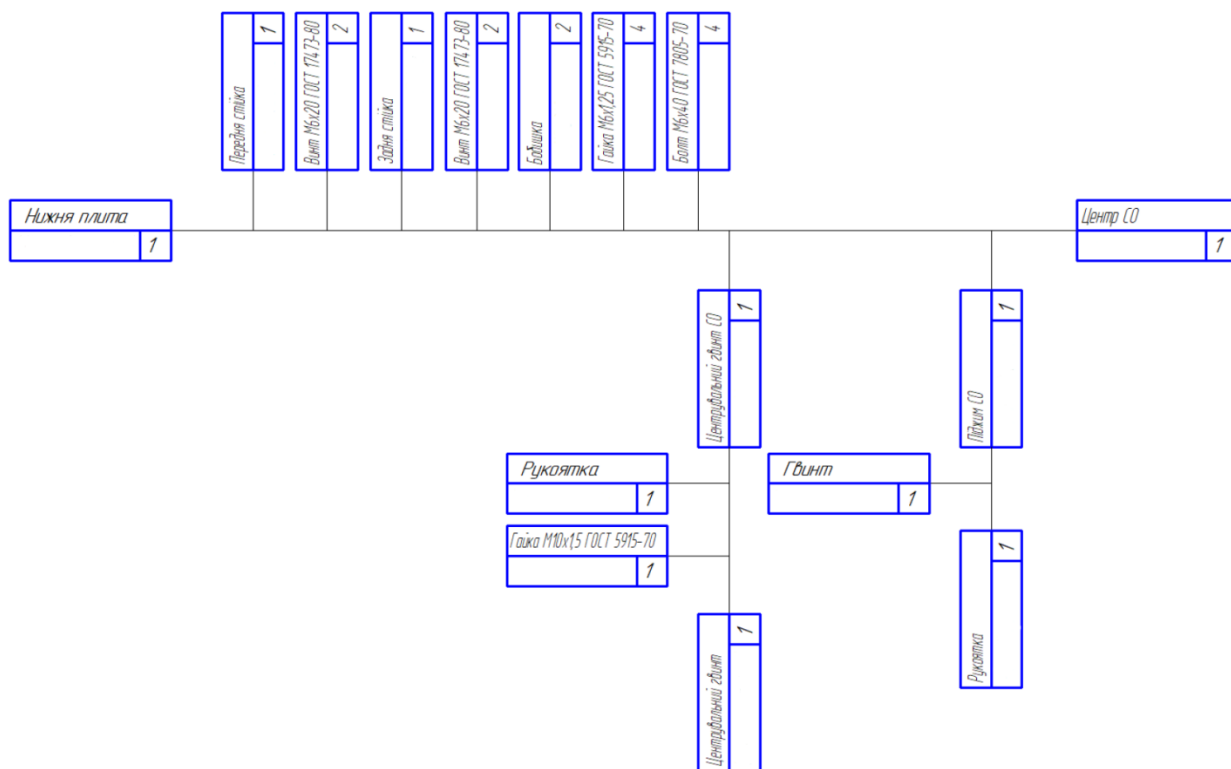 Передня стійка
1
Винт М6х20 ГОСТ 17473-80
2
Задня стійка
1
Винт М6х20 ГОСТ 17473-80
2
Бобишка
2
Гайка М6х1,25 ГОСТ 5915-70
4
Болт М6х40 ГОСТ 7805-70
4
Нижня плита
1
Центр СО
1
Центрувальний гвинт СО
1
Піджим СО
1
Рукоятка
1
Гвинт
1
Гайка М10х1,5 ГОСТ 5915-70
1
Центрувальний гвинт
1
Рукоятка
1